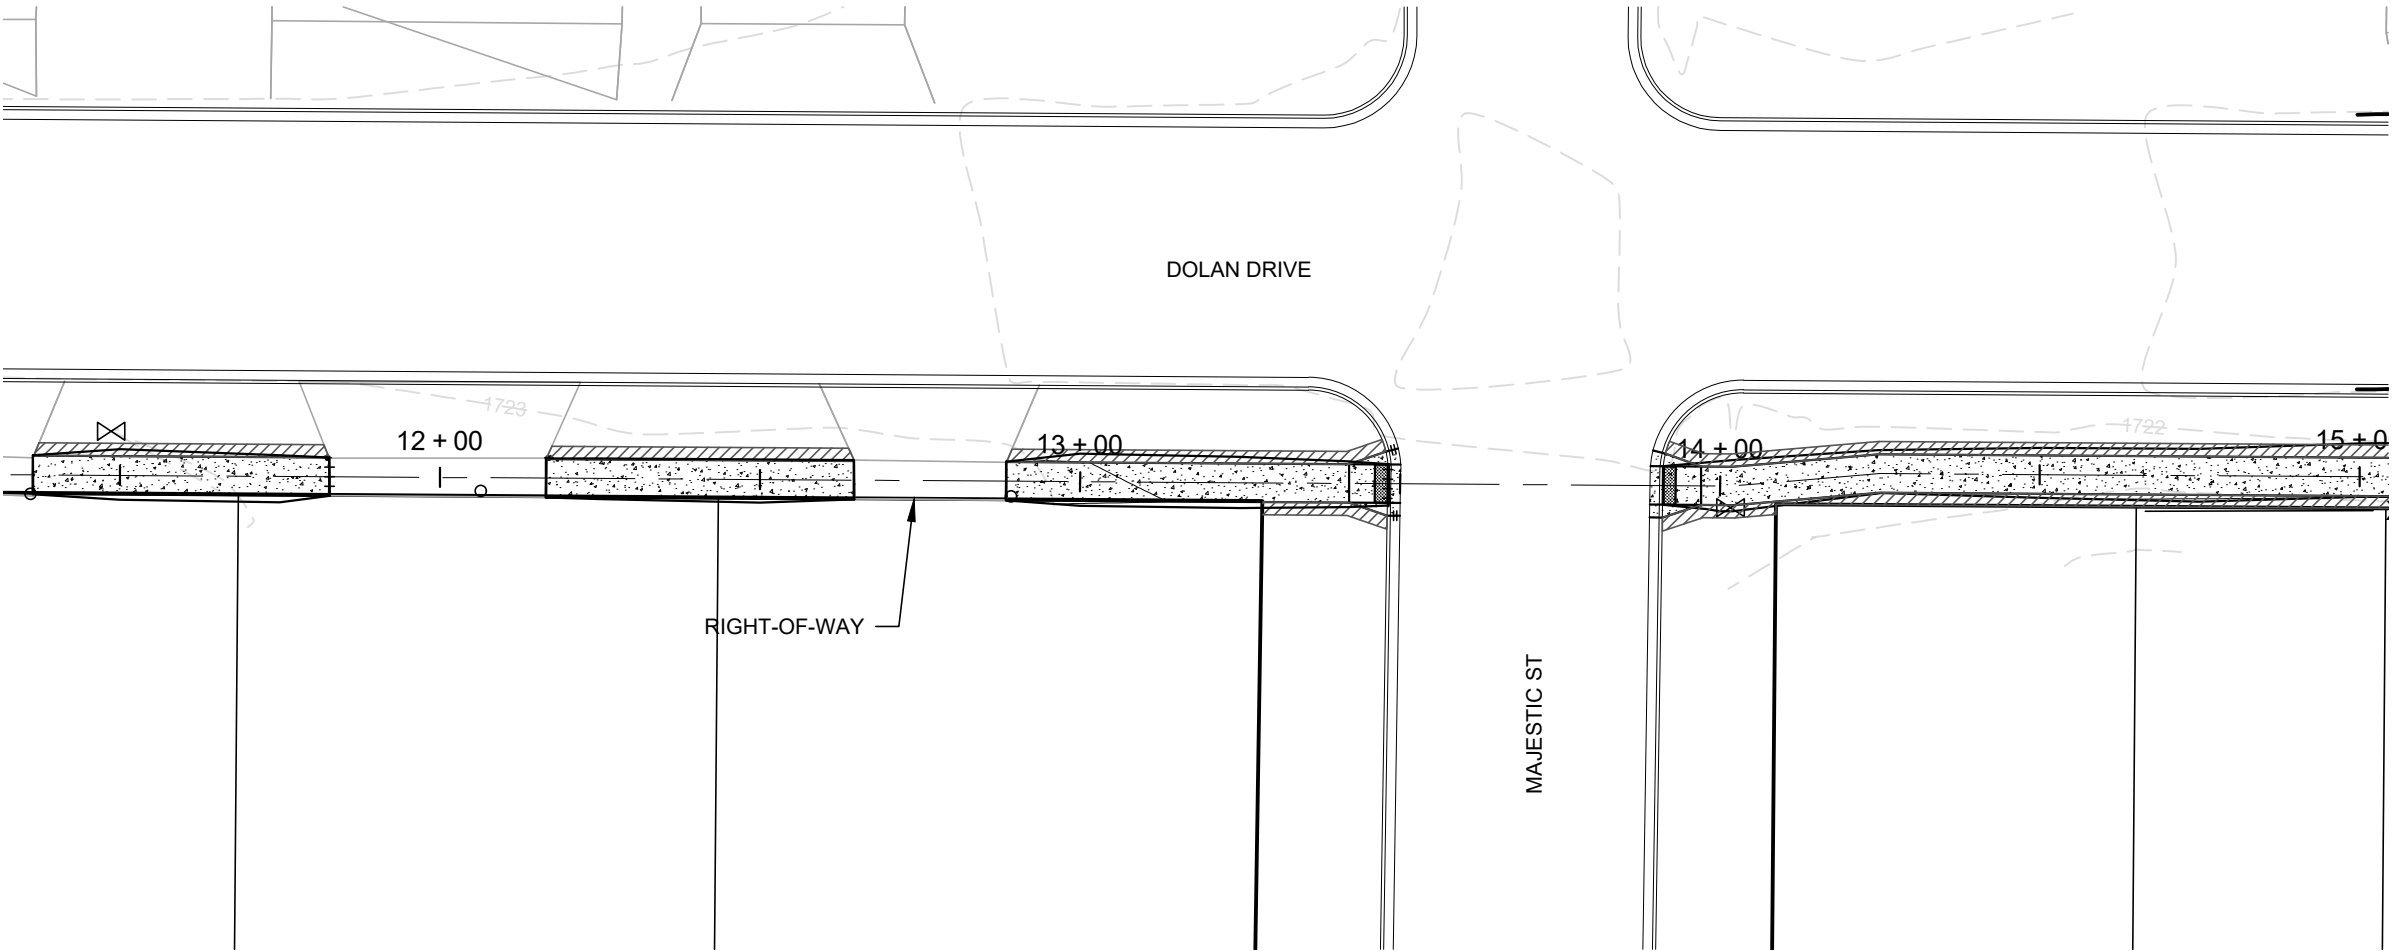 DOLAN DRIVE
1723
12 + 00
13 + 00
14 + 00
1722
15 + 0
RIGHT-OF-WAY
MAJESTIC ST